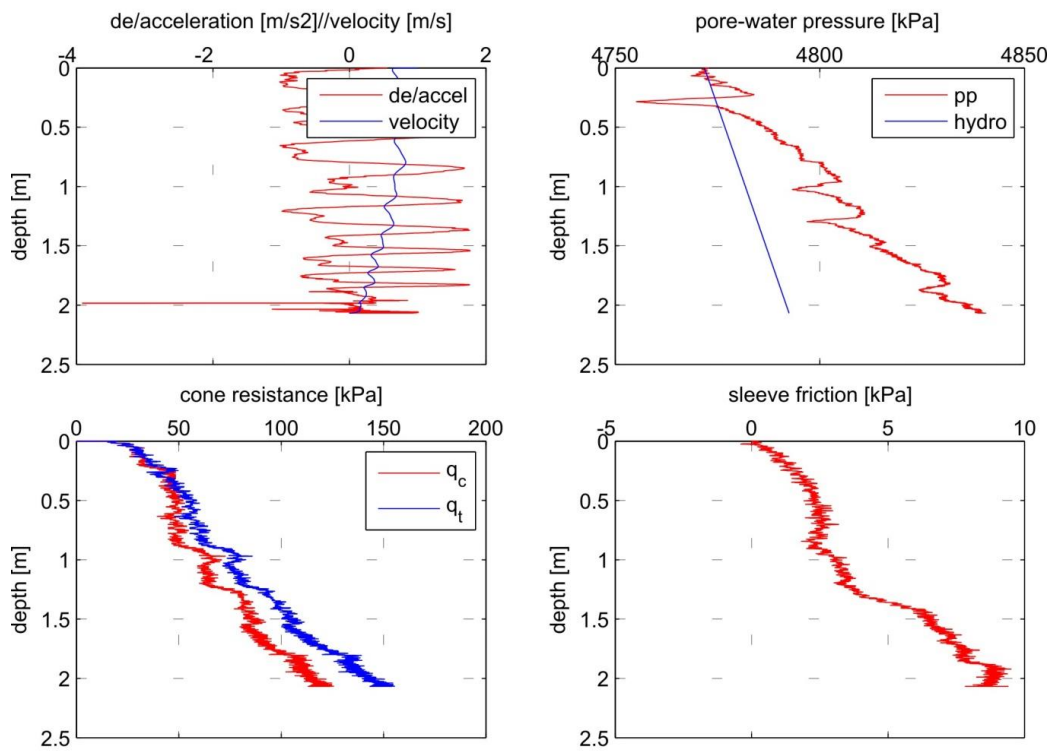 de/acceleration [m/s2]//velocity [m/s]
-4 -2 0 2
0
0.5
1
1.5
2
2.5
depth [m]
de/accel
velocity
pore-water pressure [kPa]
4750 4800 4850
0
0.5
1
1.5
2
2.5
depth [m]
pp
hydro
cone resistance [kPa]
0 50 100 150 200
0
0.5
1
1.5
2
2.5
depth [m]
q_c
q_t
sleeve friction [kPa]
-5 0 5 10
0
0.5
1
1.5
2
2.5
depth [m]